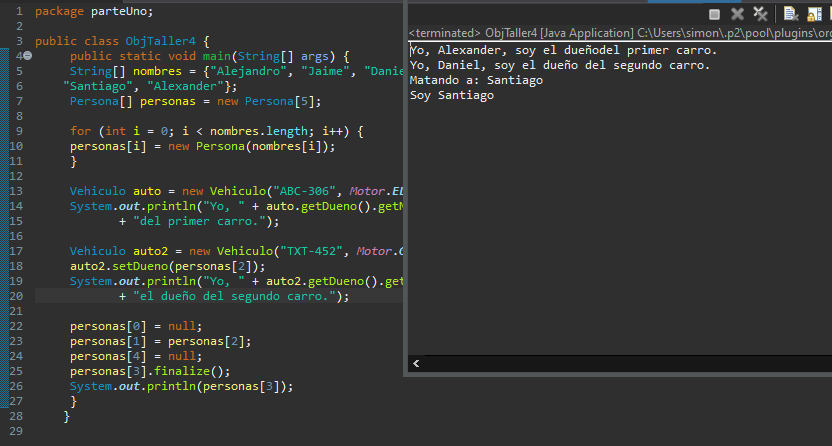 1 package parteUno;
2
3 public class ObjTaller4 {
4 public static void main(String[] args) {
5 String[] nombres = {"Alejandro", "Jaime", "Danie
6 "Santiago", "Alexander"};
7 Persona[] personas = new Persona[5];
8
9 for (int i = 0; i < nombres.length; i++) {
10 personas[i] = new Persona(nombres[i]);
11 }
12
13 Vehiculo auto = new Vehiculo("ABC-306", Motor.EL
14 System.out.println("Yo, " + auto.getDueno().getN
15 + "del primer carro.");
16
17 Vehiculo auto2 = new Vehiculo("TXT-452", Motor.G
18 auto2.setDueno(personas[2]);
19 System.out.println("Yo, " + auto2.getDueno().get
20 + "el dueño del segundo carro.");
21
22 personas[0] = null;
23 personas[1] = personas[2];
24 personas[4] = null;
25 personas[3].finalize();
26 System.out.println(personas[3]);
27 }
28 }
29
<terminated> ObjTaller4 [Java Application] C:\Users\simon\.p2\pool\plugins\org
Yo, Alexander, soy el dueñodel primer carro.
Yo, Daniel, soy el dueño del segundo carro.
Matando a: Santiago
Soy Santiago